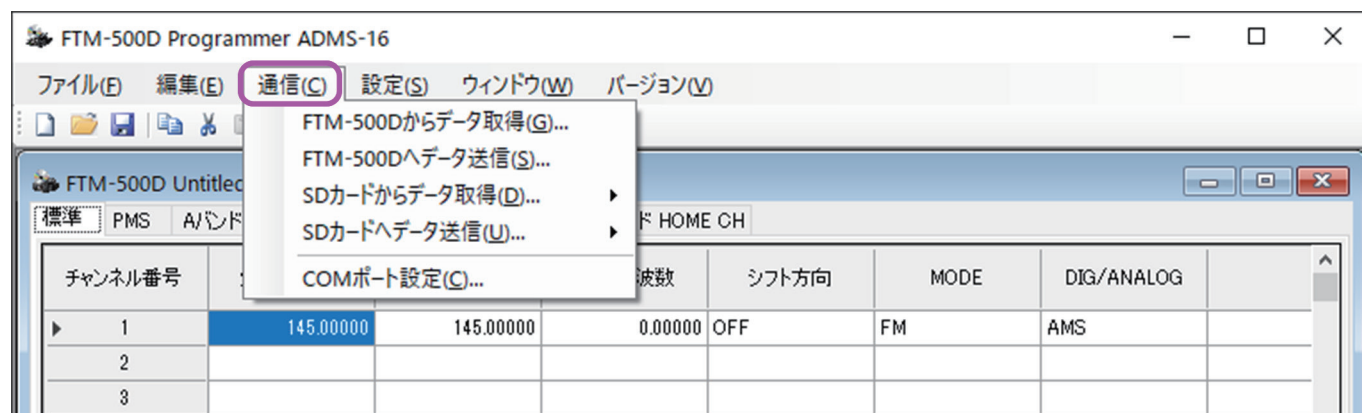 FTM-500D Programmer ADMS-16
ファイル(F) 編集(E) 通信(C) 設定(S) ウィンドウ(W) バージョン(V)
FTM-500Dからデータ取得(G)...
FTM-500Dへデータ送信(S)...
SDカードからデータ取得(D)...
SDカードへデータ送信(U)...
COMポート設定(C)...
FTM-500D Untitled
標準 PMS Aバンド HOME CH
チャンネル番号 波数 シフト方向 MODE DIG/ANALOG
1 145.00000 145.00000 0.00000 OFF FM AMS
2
3